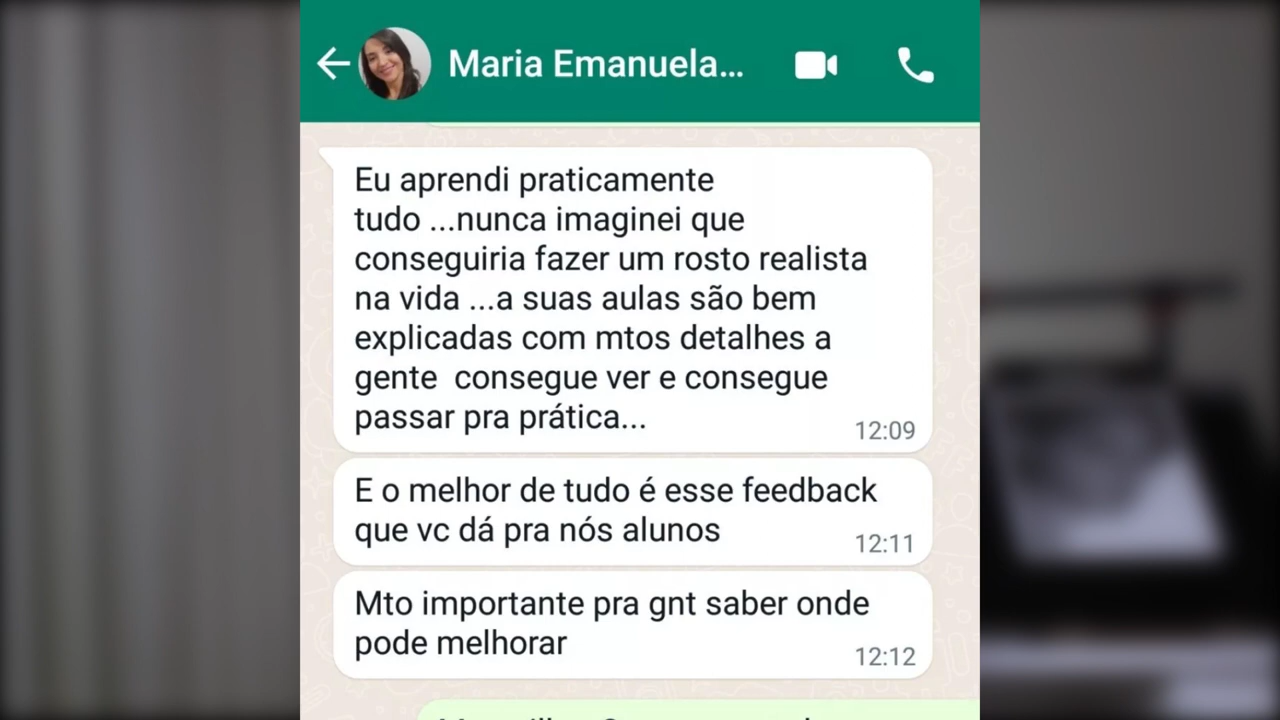 Maria Emanuela...
Eu aprendi praticamente
tudo ...nunca imaginei que
conseguiria fazer um rosto realista
na vida ...a suas aulas são bem
explicadas com mtos detalhes a
gente  consegue ver e consegue
passar pra prática...
12:09
E o melhor de tudo é esse feedback
que vc dá pra nós alunos
12:11
Mto importante pra gnt saber onde
pode melhorar
12:12